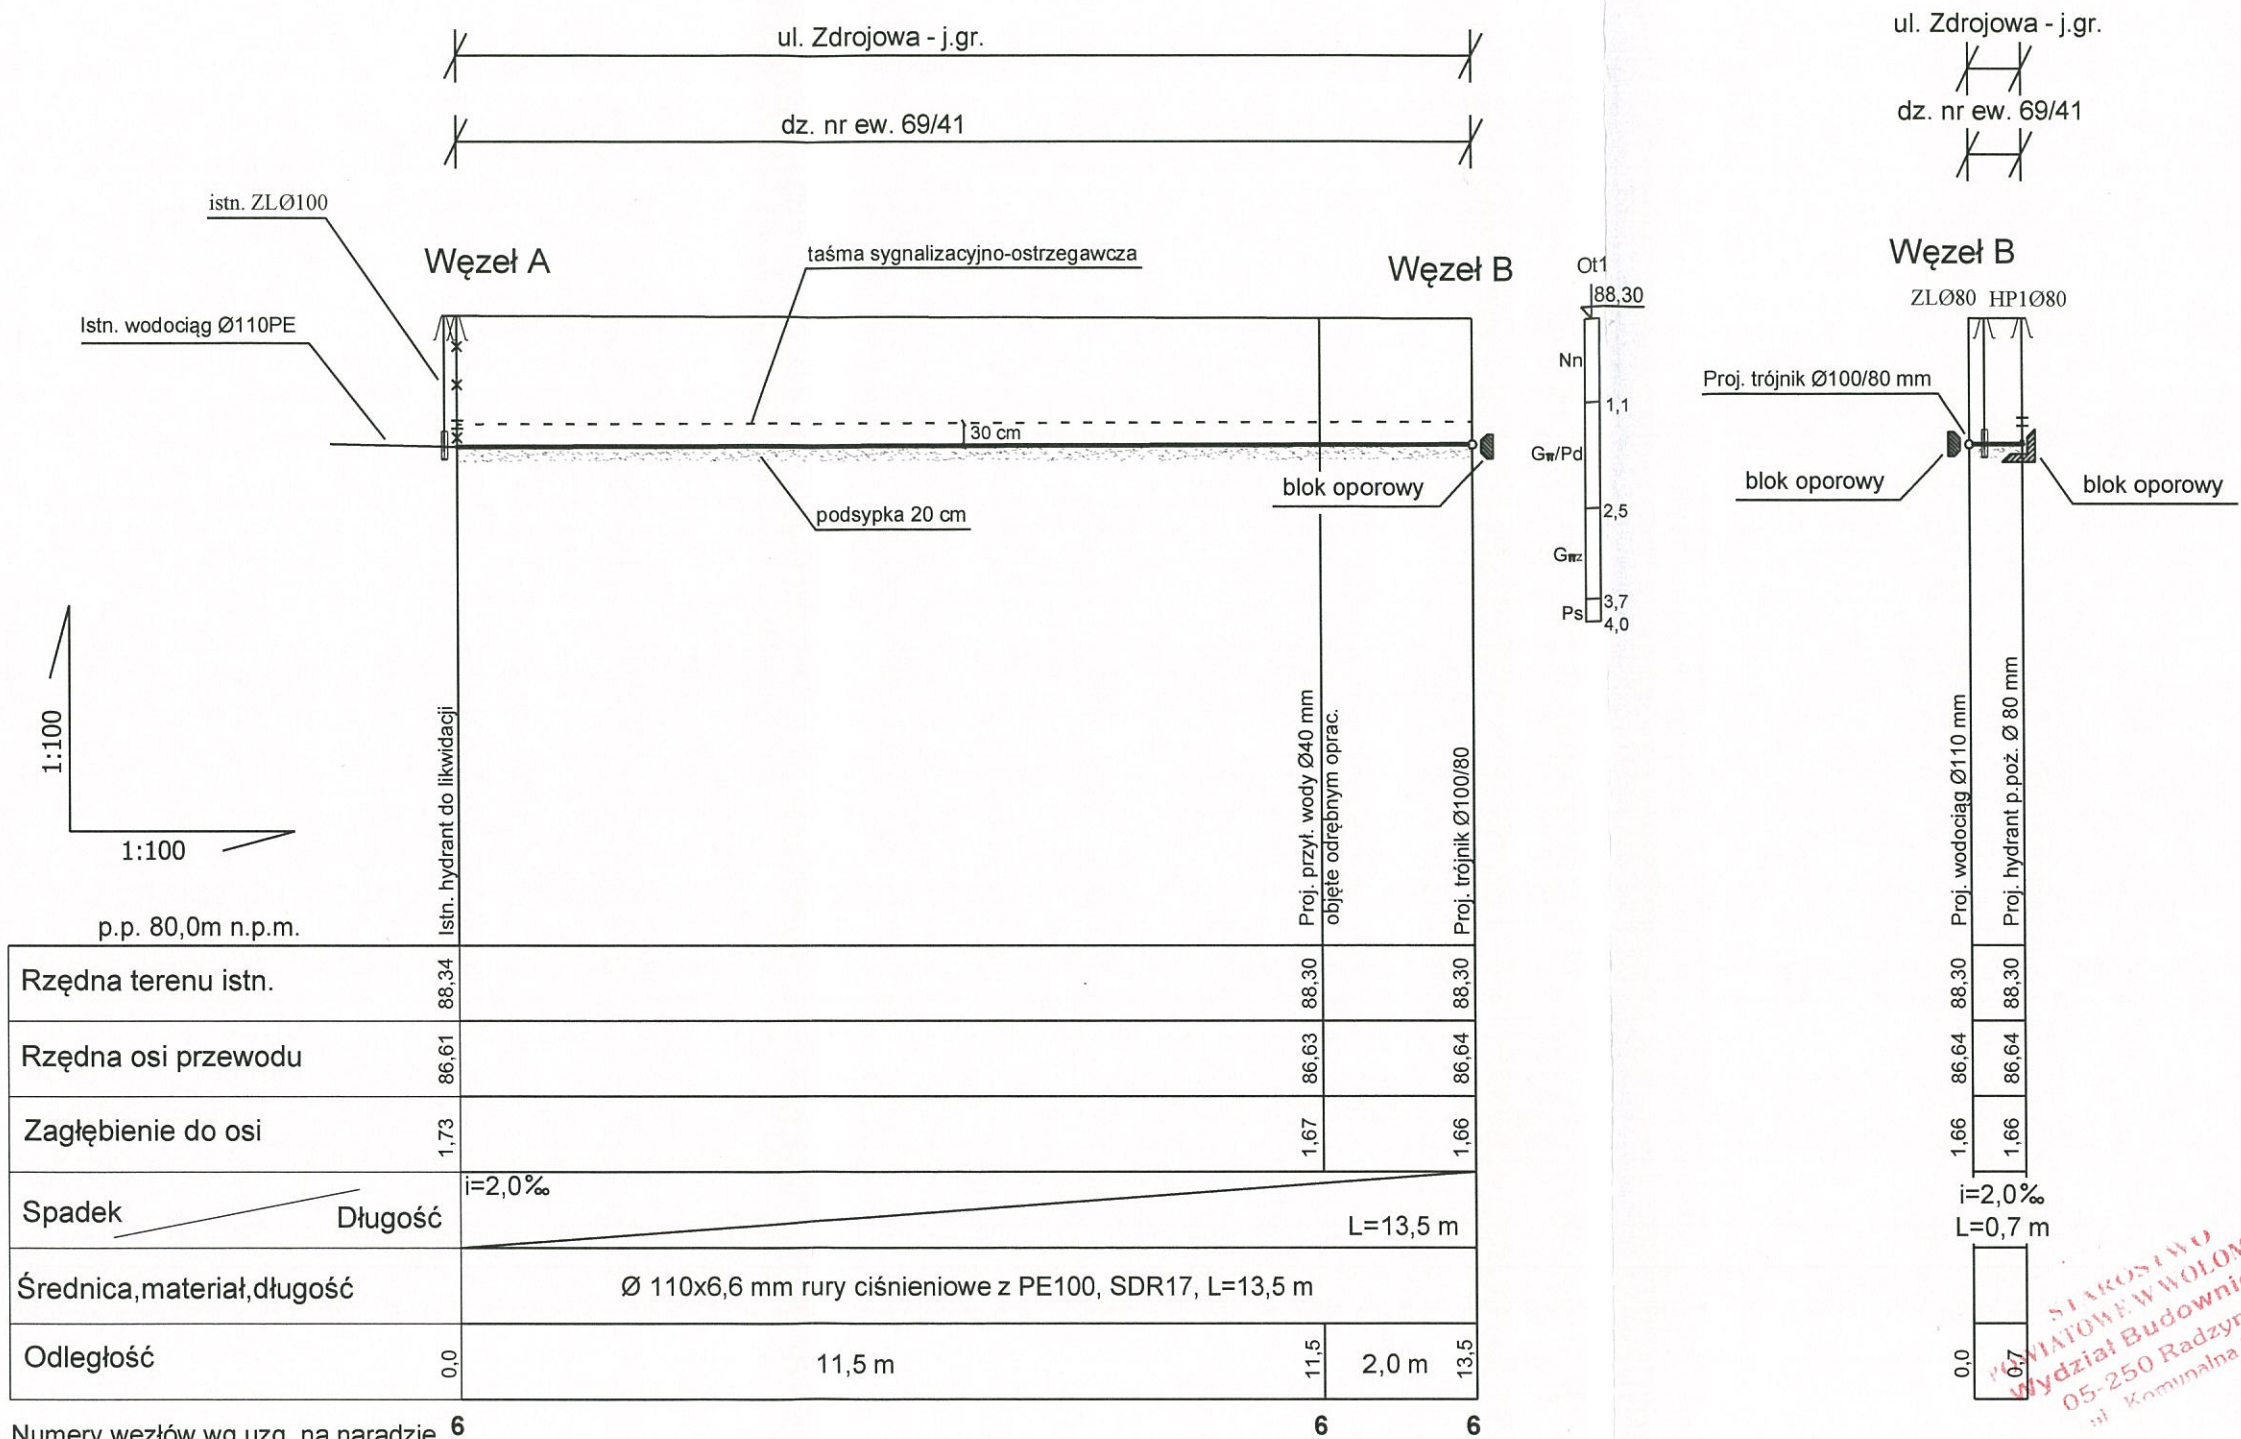 ul. Zdrojowa - j.gr.
dz. nr ew. 69/41
istn. ZLØ100
Węzeł A
taśma sygnalizacyjno-ostrzegawcza
Węzeł B
Istn. wodociąg Ø110PE
30 cm
podsypka 20 cm
blok oporowy
Ot1
88,30
Nn
1,1
Gπ/Pd
2,5
Gπz
3,7
Ps
4,0
1:100
1:100
Istn. hydrant do likwidacji
Proj. przył. wody Ø40 mm
objęte odrębnym oprac.
Proj. trójnik Ø100/80
p.p. 80,0m n.p.m.
Rzędna terenu istn. 88,34 88,30 88,30
Rzędna osi przewodu 86,61 86,63 86,64
Zagłębienie do osi 1,73 1,67 1,66
Spadek Długość i=2,0‰ L=13,5 m
Średnica,materiał,długość Ø 110x6,6 mm rury ciśnieniowe z PE100, SDR17, L=13,5 m
Odległość 0,0 11,5 m 11,5 2,0 m 13,5
Numery węzłów wg uzg. na naradzie 6 6 6
ul. Zdrojowa - j.gr.
dz. nr ew. 69/41
Węzeł B
ZLØ80 HP1Ø80
Proj. trójnik Ø100/80 mm
blok oporowy
blok oporowy
Proj. wodociąg Ø110 mm
Proj. hydrant p.poż. Ø 80 mm
88,30 88,30
86,64 86,64
1,66 1,66
i=2,0‰
L=0,7 m
0,0 0,7
STAROSTWO
05-250
ul. Komunalna